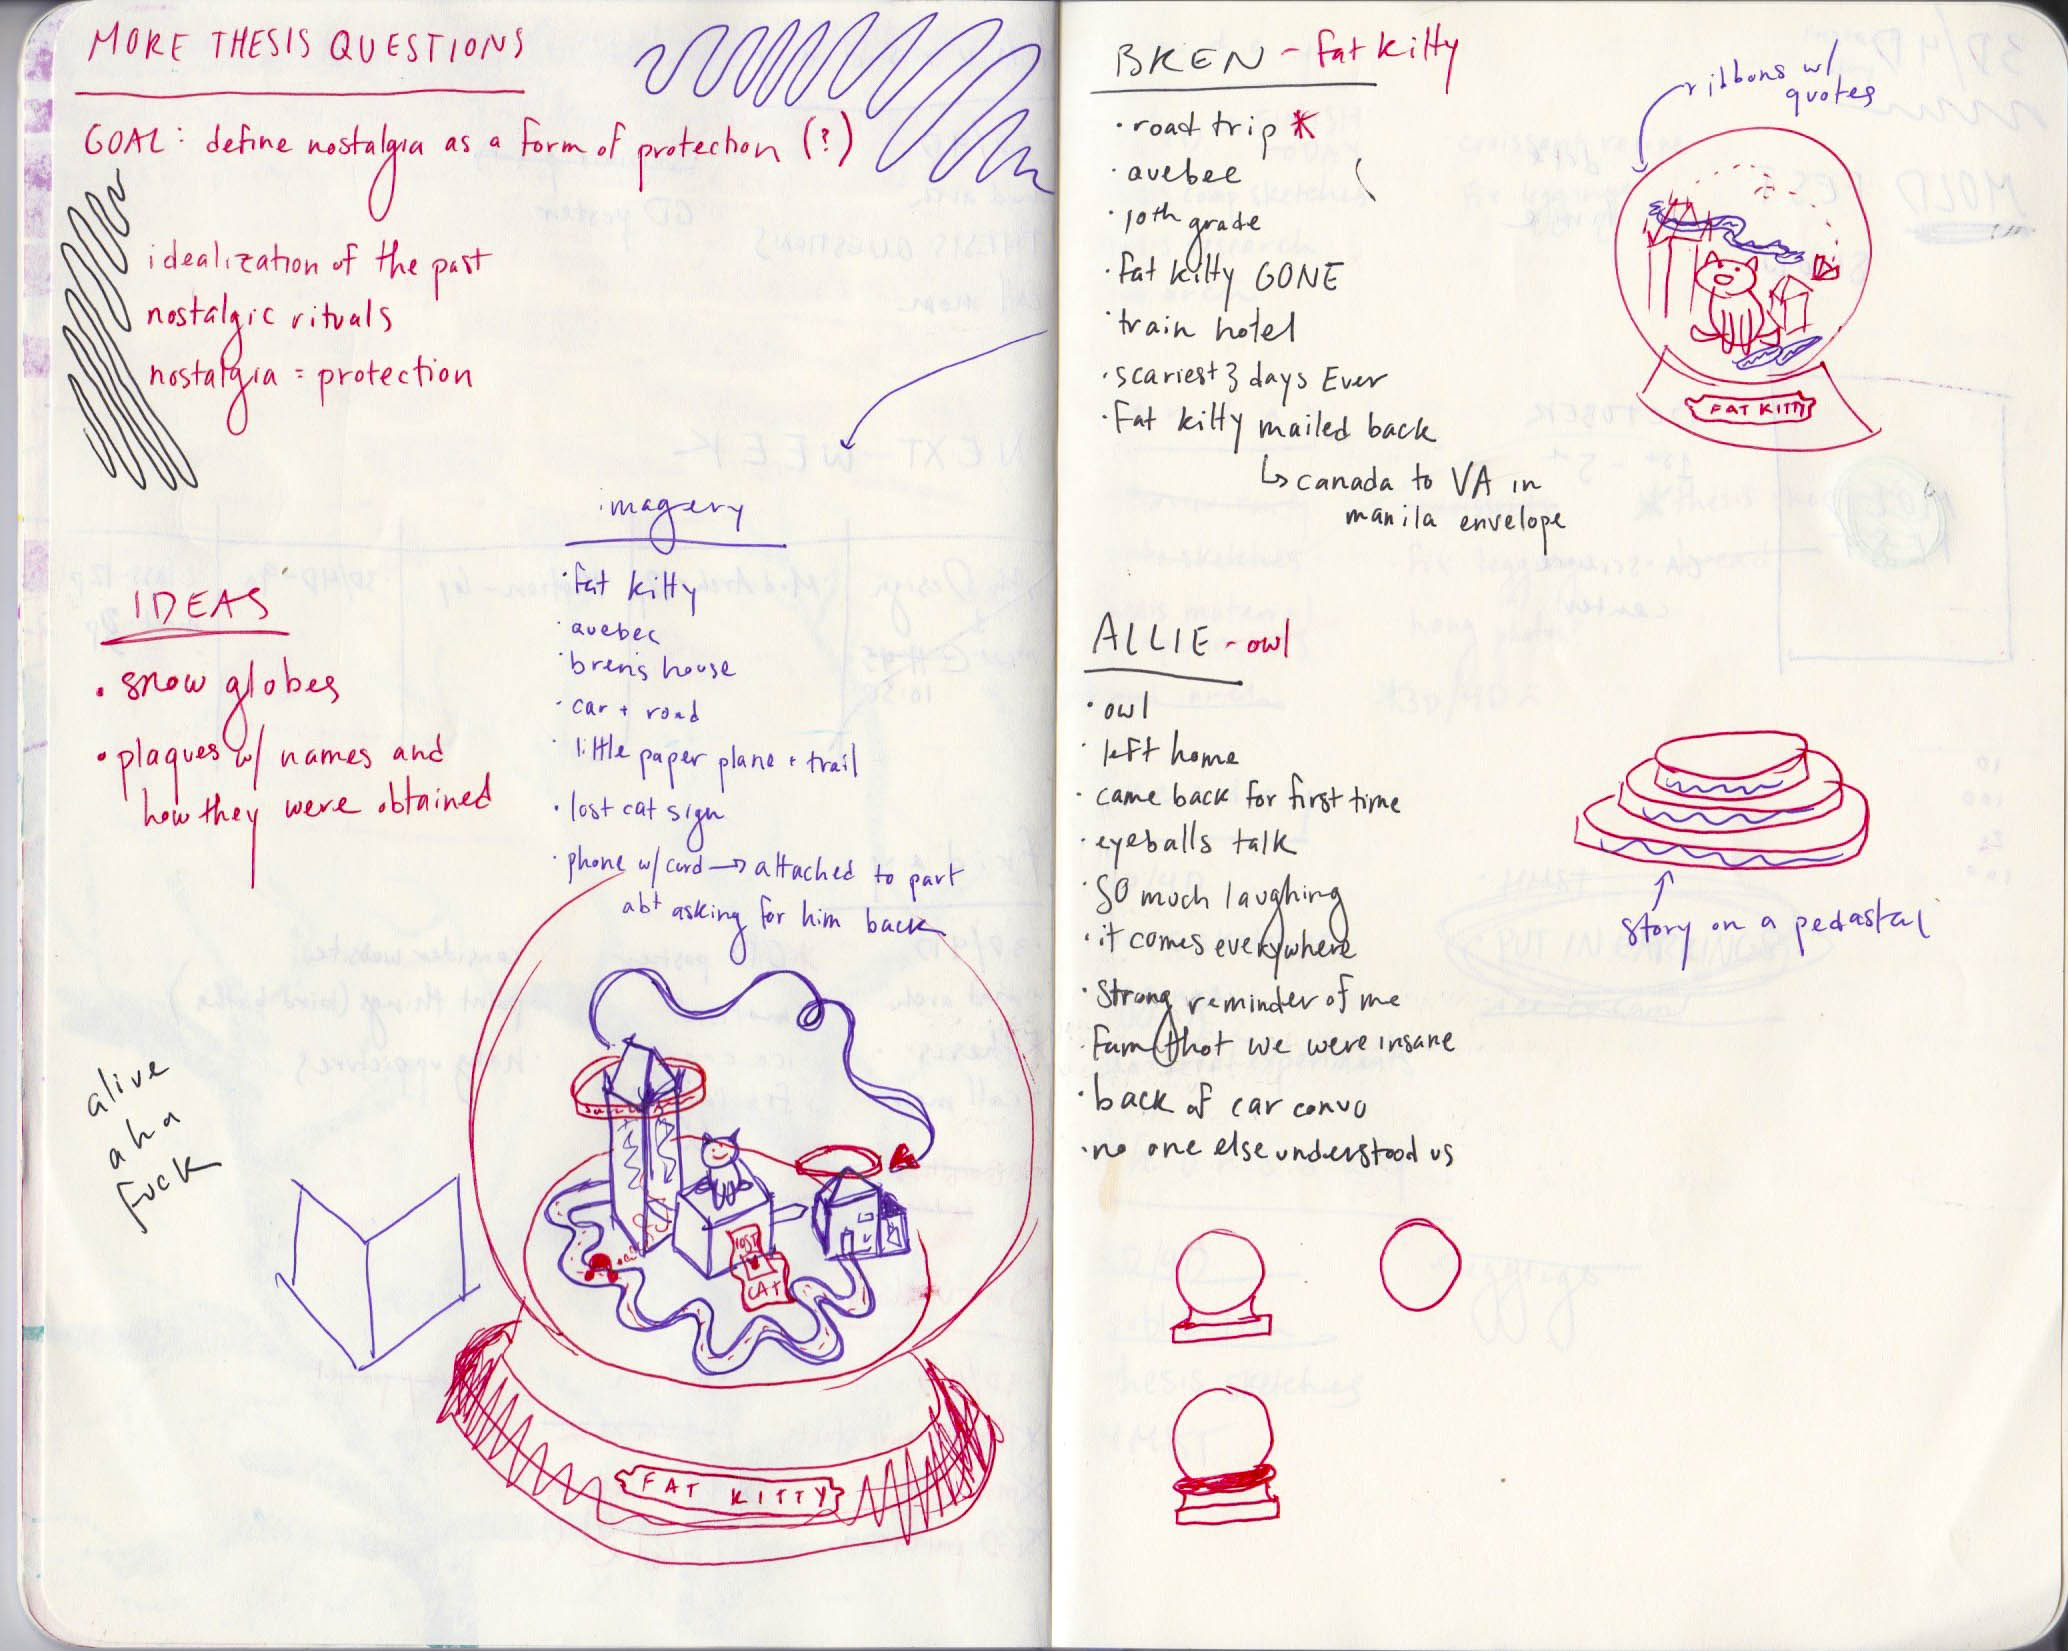 MORE THESIS QUESTIONS
GOAL: define nostalgia as a form of protection (?)
idealization of the past
nostalgic rituals
nostalgia = protection
imagery
· fat kitty
· quebec
· bren's house
· car + road
· little paper plane + trail
· lost cat sign
· phone w/ cord → attached to part
abt asking for him back
IDEAS
· snow globes
· plaques w/ names and
how they were obtained
alive
aha
fuck
LOST
CAT
FAT KITTY
BREN - fat kitty
· road trip *
· quebec
· 10th grade
· fat kitty GONE
· train hotel
· scariest 3 days Ever
· Fat kitty mailed back
↳ canada to VA in
manila envelope
ribbons w/
quotes
FAT KITTY
ALLIE - owl
· owl
· left home
· came back for first time
· eyeballs talk
· SO much laughing
· it comes everywhere
· Strong reminder of me
· Fam thot we were insane
· back of car convo
· no one else understood us
story on a pedastal